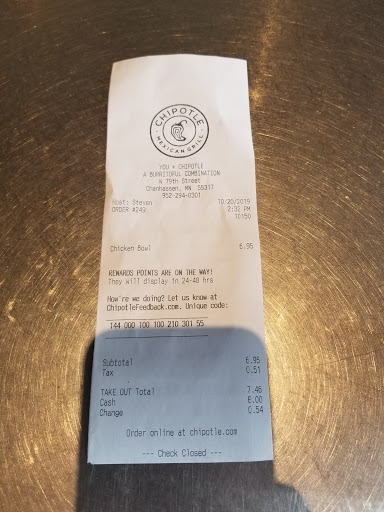 CHIPOTLE
MEXICAN GRILL
YOU + CHIPOTLE
A BURRITOFUL COMBINATION
W 79th Street
Chanhassen, MN 55317
952-294-0301
Host: Steven 10/20/2019
ORDER #249 2:32 PM
10150
Chicken Bowl 6.95
REWARDS POINTS ARE ON THE WAY!
They will display in 24-48 hrs
How're we doing? Let us know at
ChipotleFeedback.com. Unique code:
144 000 100 100 210 301 55
Subtotal 6.95
Tax 0.51
TAKE OUT Total 7.46
Cash 8.00
Change 0.54
Order online at chipotle.com
--- Check Closed ---